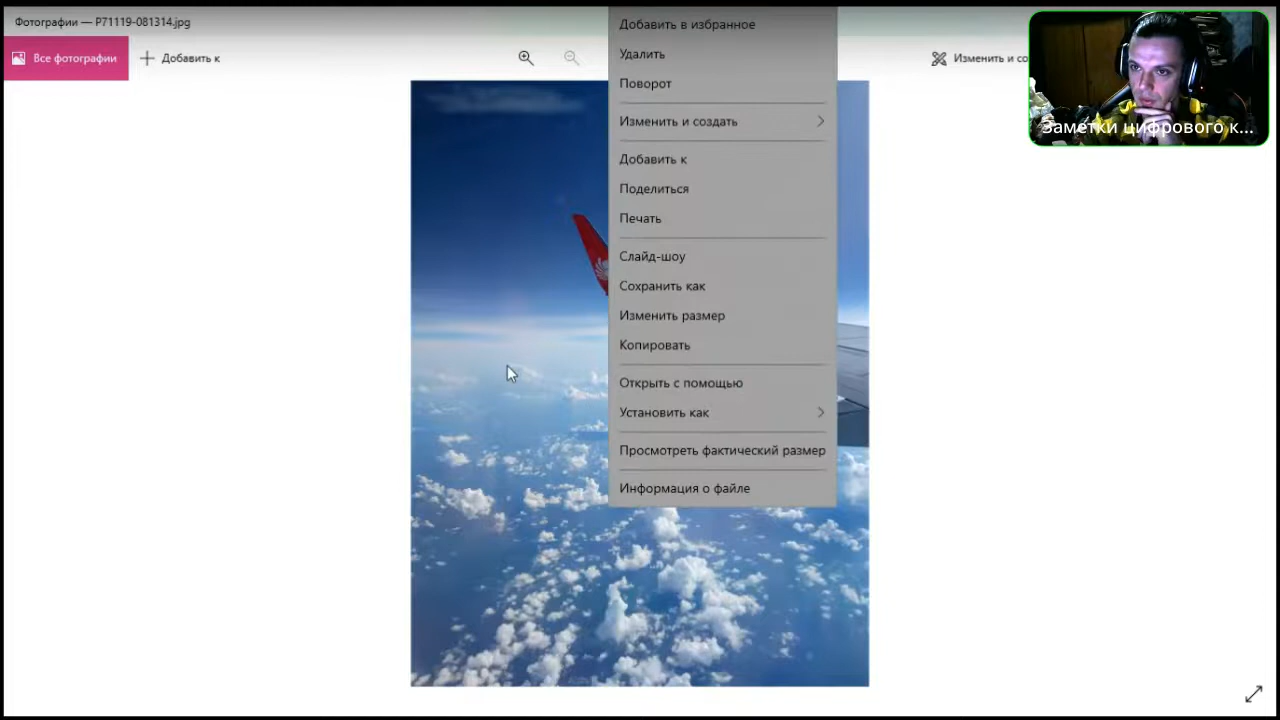 Фотографии — P71119-081314.jpg
Все фотографии
Добавить к
Изменить и со
Заметки цифрового к...
Добавить в избранное
Удалить
Поворот
Изменить и создать
Добавить к
Поделиться
Печать
Слайд-шоу
Сохранить как
Изменить размер
Копировать
Открыть с помощью
Установить как
Просмотреть фактический размер
Информация о файле